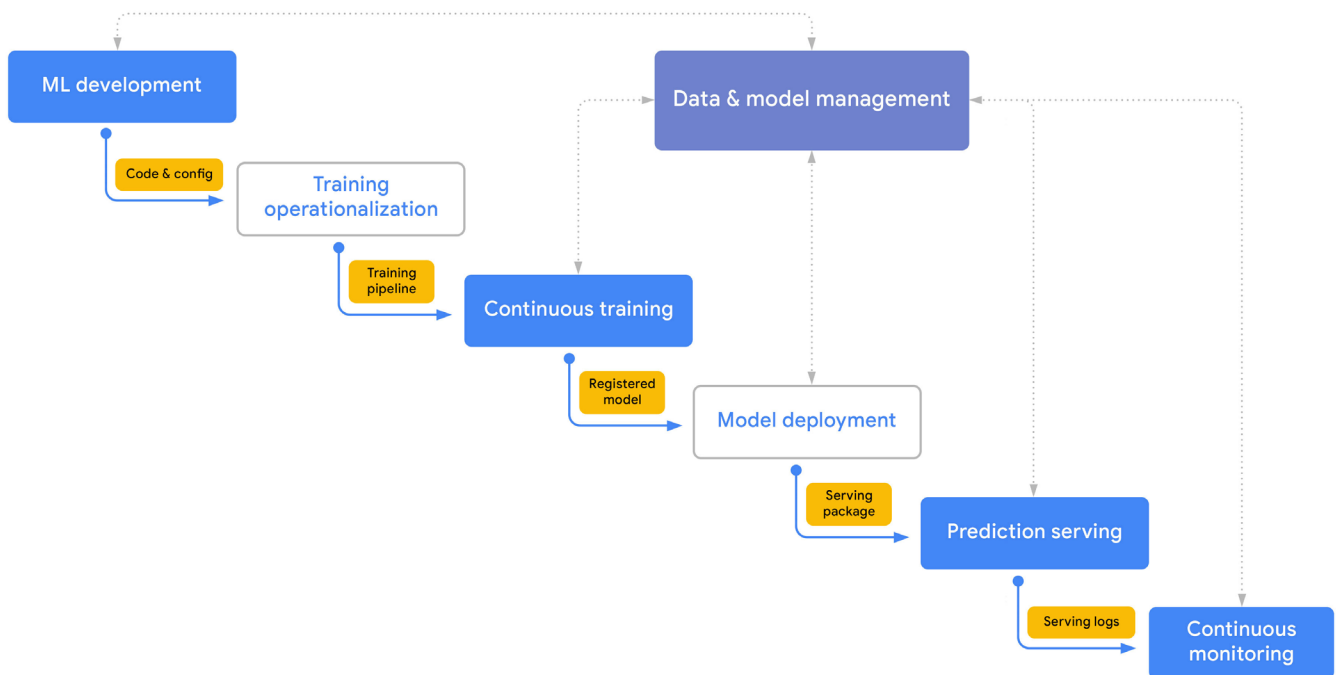 ML development
Data & model management
Code & config
Training
operationalization
Training
pipeline
Continuous training
Registered
model
Model deployment
Serving
package
Prediction serving
Serving logs
Continuous
monitoring